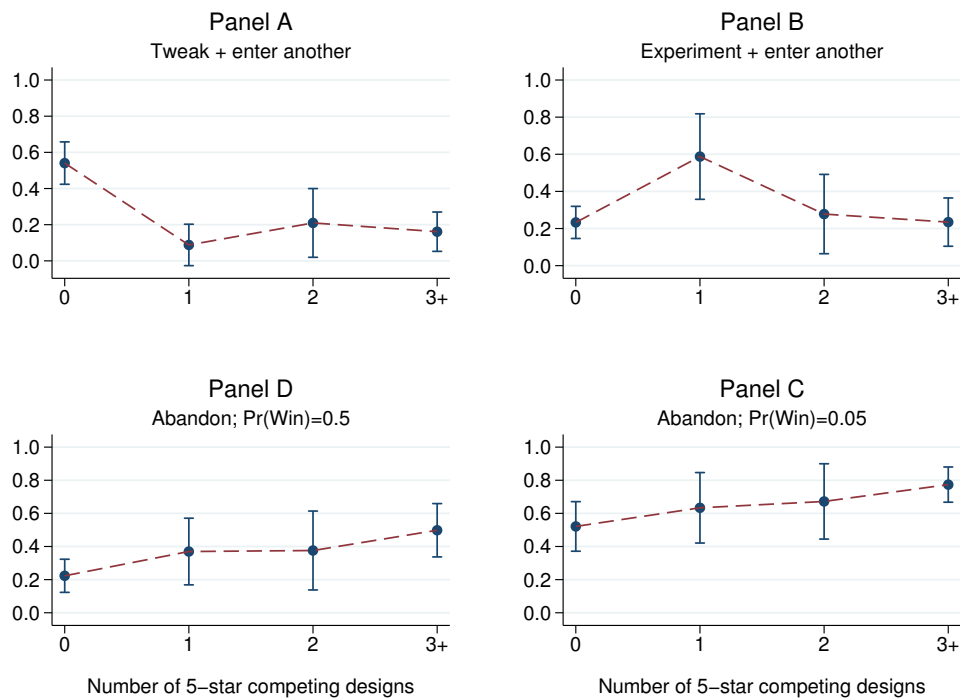 Panel A
Tweak + enter another
1.0
0.8
0.6
0.4
0.2
0.0
0 1 2 3+
Panel B
Experiment + enter another
1.0
0.8
0.6
0.4
0.2
0.0
0 1 2 3+
Panel D
Abandon; Pr(Win)=0.5
1.0
0.8
0.6
0.4
0.2
0.0
0 1 2 3+
Number of 5−star competing designs
Panel C
Abandon; Pr(Win)=0.05
1.0
0.8
0.6
0.4
0.2
0.0
0 1 2 3+
Number of 5−star competing designs